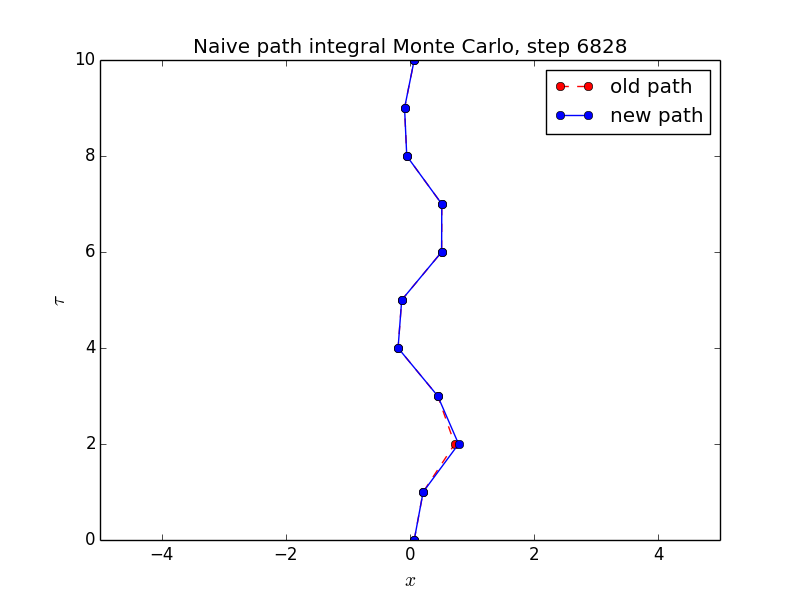 Naive path integral Monte Carlo, step 6828
old path
new path
10
8
6
4
2
0
τ
−4 −2 0 2 4
x